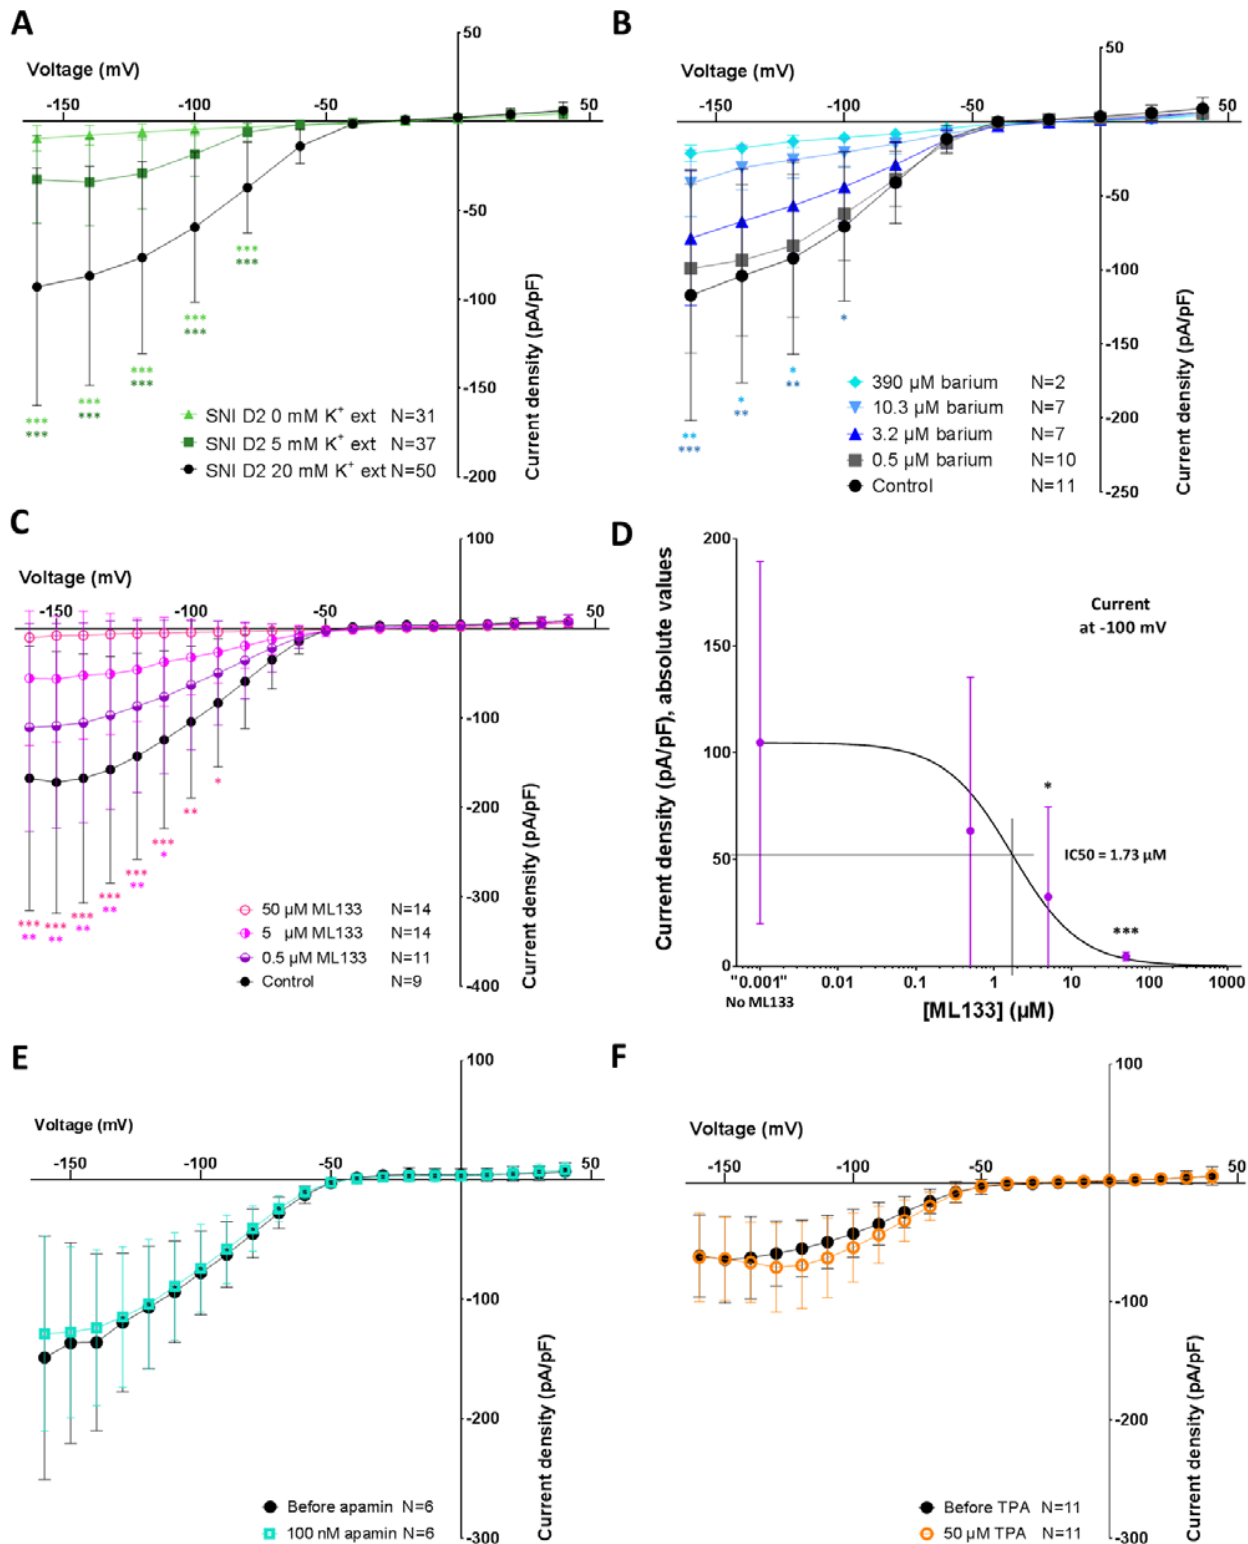 A
Voltage (mV)
50
-150
-100
-50
50
-50
-100
-150
-200
Current density (pA/pF)
***
***
***
***
***
***
***
***
***
***
SNI D2 0 mM K+ ext N=31
SNI D2 5 mM K+ ext N=37
SNI D2 20 mM K+ ext N=50
B
Voltage (mV)
50
-150
-100
-50
50
-50
-100
-150
-200
-250
Current density (pA/pF)
*
*
**
*
**
**
***
390 µM barium N=2
10.3 µM barium N=7
3.2 µM barium N=7
0.5 µM barium N=10
Control N=11
C
Voltage (mV)
100
-150
-100
-50
50
-100
-200
-300
-400
Current density (pA/pF)
*
**
***
*
***
**
***
**
***
**
***
**
***
**
50 µM ML133 N=14
5 µM ML133 N=14
0.5 µM ML133 N=11
Control N=9
D
Current density (pA/pF), absolute values
200
150
100
50
0
Current
at -100 mV
*
IC50 = 1.73 µM
***
"0.001"
No ML133
0.01
0.1
1
10
100
1000
[ML133] (µM)
E
Voltage (mV)
100
-150
-100
-50
50
-100
-200
-300
Current density (pA/pF)
Before apamin N=6
100 nM apamin N=6
F
Voltage (mV)
100
-150
-100
-50
50
-100
-200
-300
Current density (pA/pF)
Before TPA N=11
50 µM TPA N=11